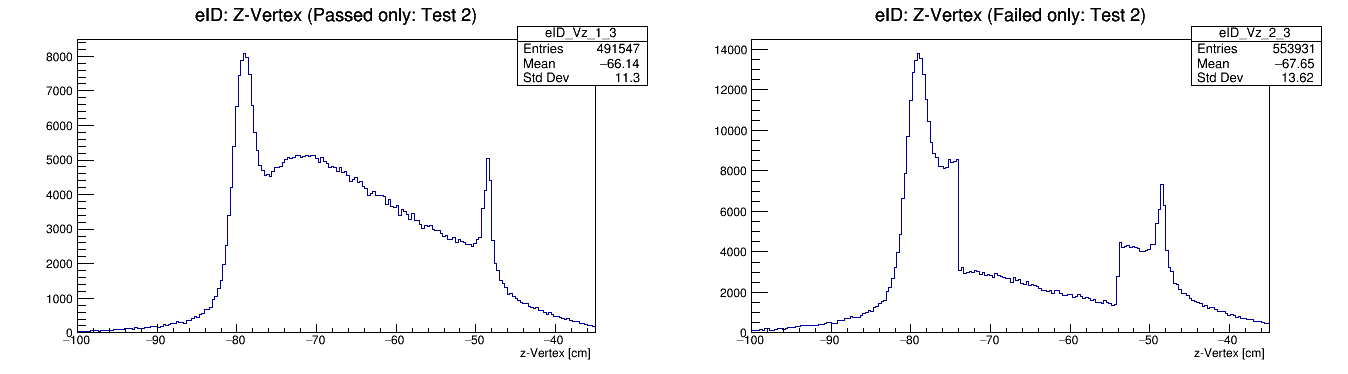 eID: Z-Vertex (Passed only: Test 2)
eID_Vz_1_3
Entries 491547
Mean −66.14
Std Dev 11.3
8000
7000
6000
5000
4000
3000
2000
1000
0
−100 −90 −80 −70 −60 −50 −40
z-Vertex [cm]
eID: Z-Vertex (Failed only: Test 2)
eID_Vz_2_3
Entries 553931
Mean −67.65
Std Dev 13.62
14000
12000
10000
8000
6000
4000
2000
0
−100 −90 −80 −70 −60 −50 −40
z-Vertex [cm]